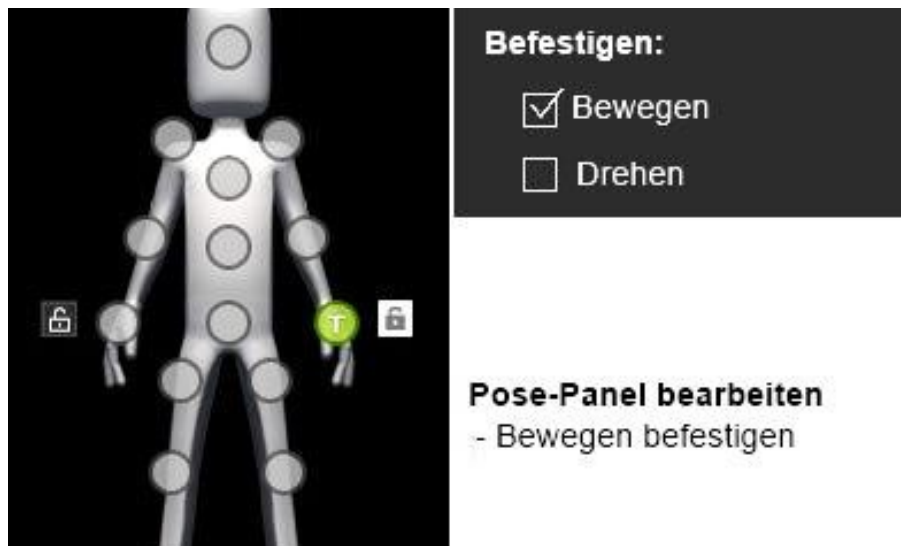 Befestigen:
Bewegen
Drehen
T
Pose-Panel bearbeiten
- Bewegen befestigen